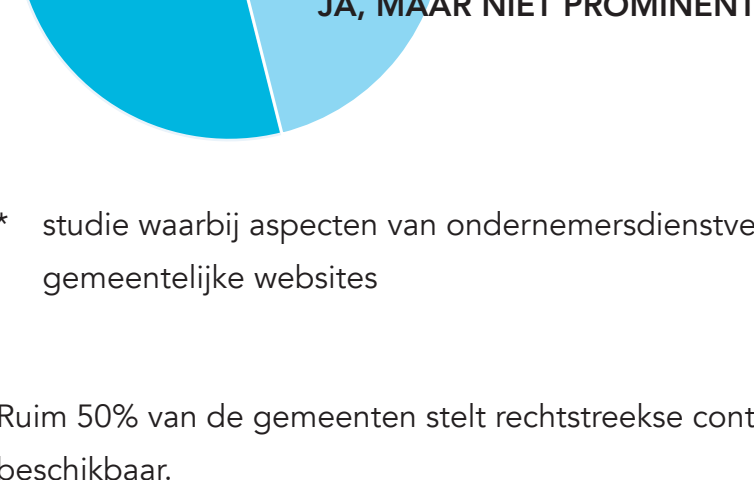 JA, MAAR NIET PROMINENT
* studie waarbij aspecten van ondernemersdienstve
gemeentelijke websites
Ruim 50% van de gemeenten stelt rechtstreekse cont
beschikbaar.